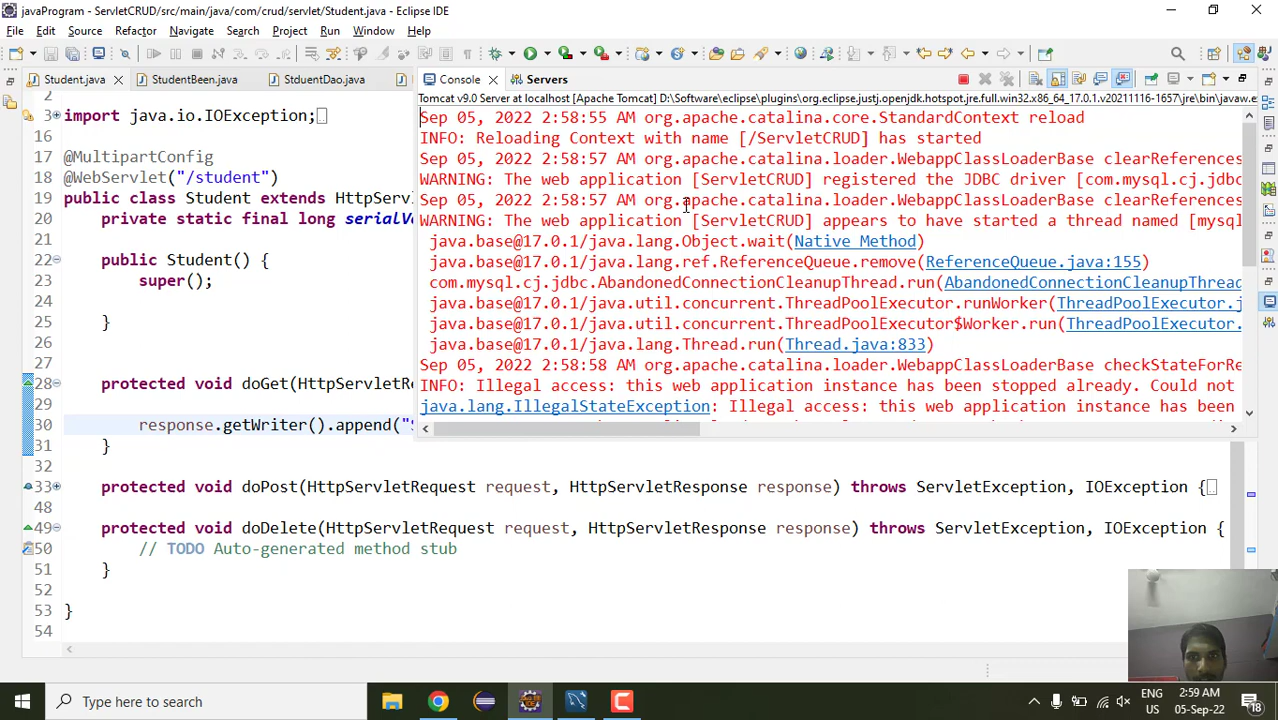 javaProgram - ServletCRUD/src/main/java/com/crud/servlet/Student.java - Eclipse IDE
File Edit Source Refactor Navigate Search Project Run Window Help
Student.java StudentBeen.java StduentDao.java Console Servers
Tomcat v9.0 Server at localhost [Apache Tomcat] D:\Software\eclipse\plugins\org.eclipse.justj.openjdk.hotspot.jre.full.win32.x86_64_17.0.1.v20211116-1657\jre\bin\javaw.e
Sep 05, 2022 2:58:55 AM org.apache.catalina.core.StandardContext reload
INFO: Reloading Context with name [/ServletCRUD] has started
Sep 05, 2022 2:58:57 AM org.apache.catalina.loader.WebappClassLoaderBase clearReferences
WARNING: The web application [ServletCRUD] registered the JDBC driver [com.mysql.cj.jdbc
Sep 05, 2022 2:58:57 AM org.apache.catalina.loader.WebappClassLoaderBase clearReferences
WARNING: The web application [ServletCRUD] appears to have started a thread named [mysql
java.base@17.0.1/java.lang.Object.wait(Native Method)
java.base@17.0.1/java.lang.ref.ReferenceQueue.remove(ReferenceQueue.java:155)
com.mysql.cj.jdbc.AbandonedConnectionCleanupThread.run(AbandonedConnectionCleanupThread
java.base@17.0.1/java.util.concurrent.ThreadPoolExecutor.runWorker(ThreadPoolExecutor.j
java.base@17.0.1/java.util.concurrent.ThreadPoolExecutor$Worker.run(ThreadPoolExecutor.
java.base@17.0.1/java.lang.Thread.run(Thread.java:833)
Sep 05, 2022 2:58:58 AM org.apache.catalina.loader.WebappClassLoaderBase checkStateForRe
INFO: Illegal access: this web application instance has been stopped already. Could not
java.lang.IllegalStateException: Illegal access: this web application instance has been
2
3 import java.io.IOException;
16
17 @MultipartConfig
18 @WebServlet("/student")
19 public class Student extends HttpServl
20 private static final long serialVe
21
22 public Student() {
23 super();
24
25 }
26
27
28 protected void doGet(HttpServletRe
29
30 response.getWriter().append("S
31 }
32
33 protected void doPost(HttpServletRequest request, HttpServletResponse response) throws ServletException, IOException {
48
49 protected void doDelete(HttpServletRequest request, HttpServletResponse response) throws ServletException, IOException {
50 // TODO Auto-generated method stub
51 }
52
53 }
54
Type here to search
ENG
US
2:59 AM
05-Sep-22
18